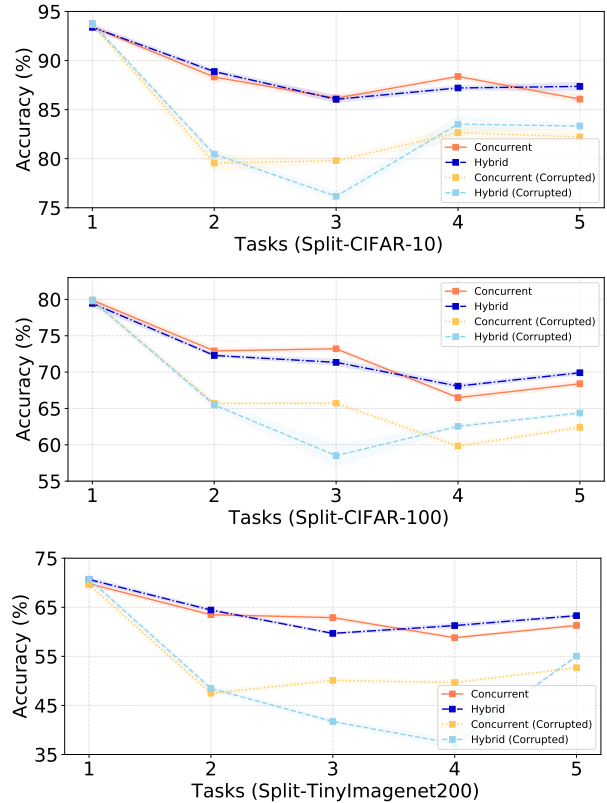 95
90
85
80
75
Accuracy (%)
Concurrent
Hybrid
Concurrent (Corrupted)
Hybrid (Corrupted)
1 2 3 4 5
Tasks (Split-CIFAR-10)
80
75
70
65
60
55
Accuracy (%)
Concurrent
Hybrid
Concurrent (Corrupted)
Hybrid (Corrupted)
1 2 3 4 5
Tasks (Split-CIFAR-100)
75
65
55
45
35
Accuracy (%)
Concurrent
Hybrid
Concurrent (Corrupted)
Hybrid (Corrupted)
1 2 3 4 5
Tasks (Split-TinyImagenet200)